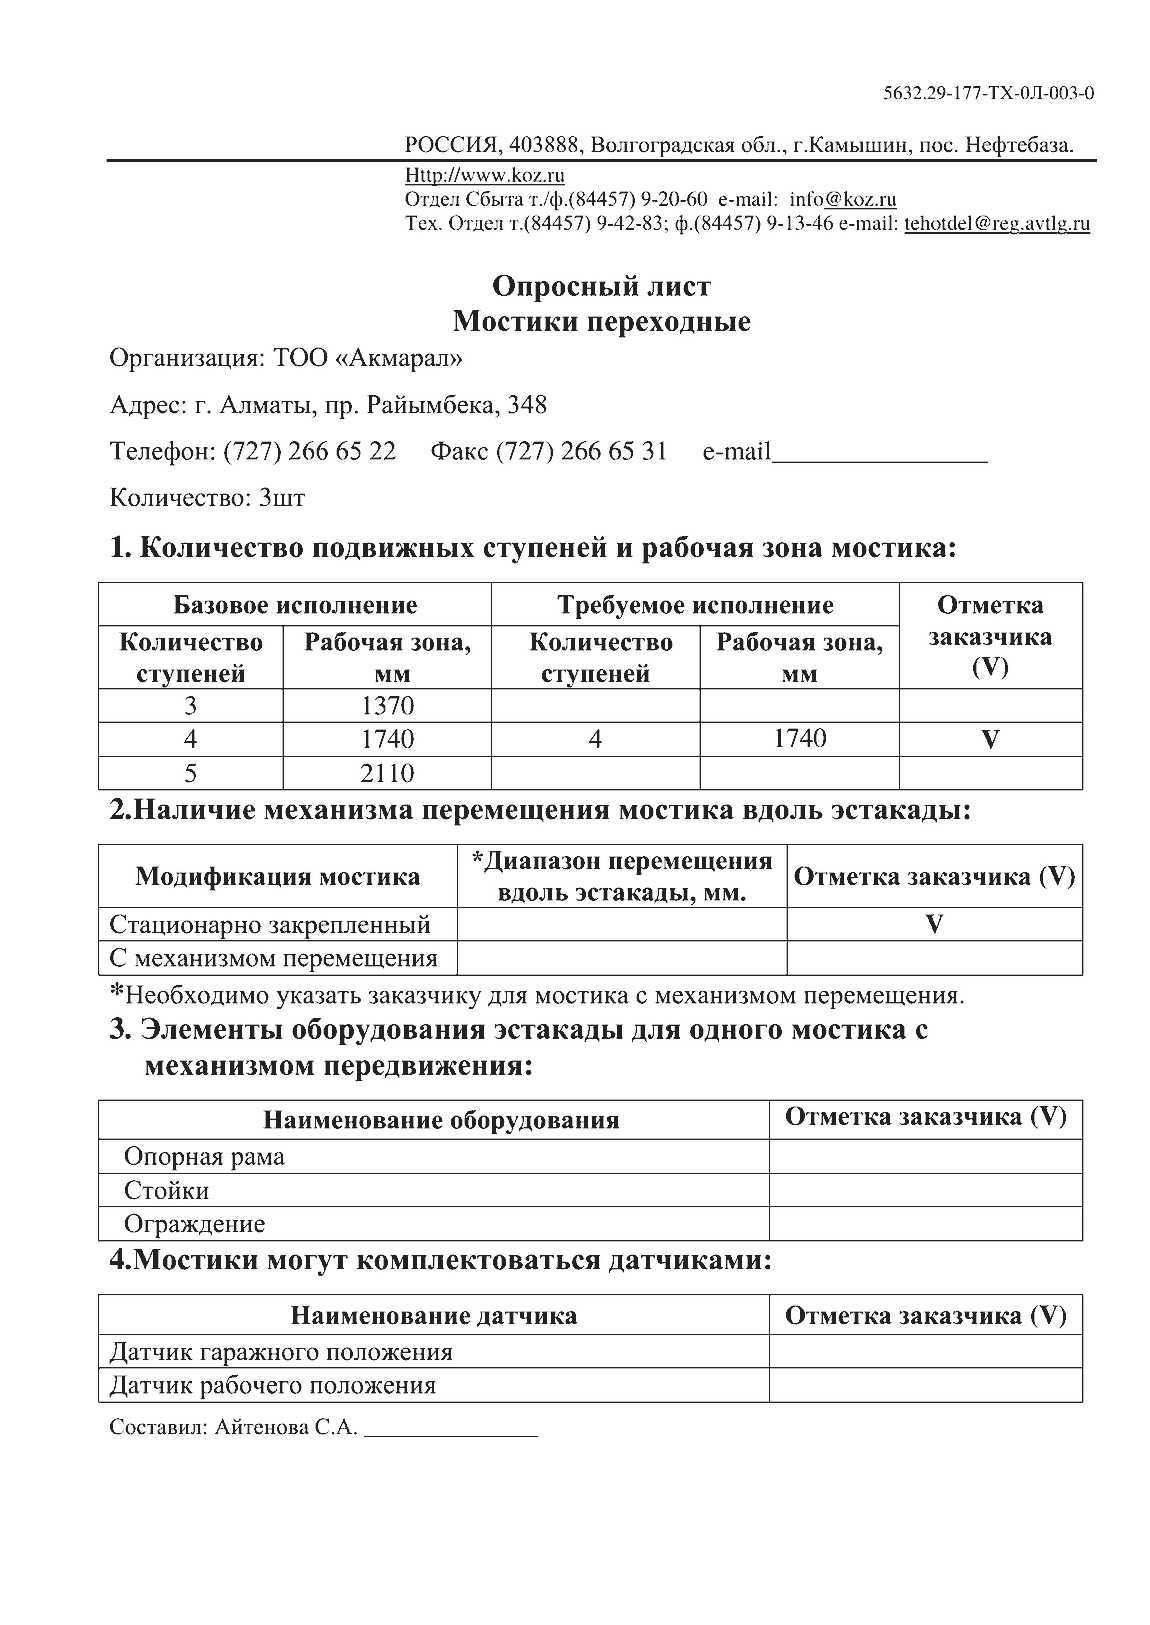 5632.29-177-ТХ-0Л-003-0
РОССИЯ, 403888, Волгоградская обл., г.Камышин, пос. Нефтебаза.
Http://www.koz.ru
Отдел Сбыта т./ф.(84457) 9-20-60 e-mail: info@koz.ru
Тех. Отдел т.(84457) 9-42-83; ф.(84457) 9-13-46 e-mail: tehotdel@reg.avtlg.ru
Опросный лист
Мостики переходные
Организация: ТОО «Акмарал»
Адрес: г. Алматы, пр. Райымбека, 348
Телефон: (727) 266 65 22 Факс (727) 266 65 31 e-mail________________
Количество: 3шт
1. Количество подвижных ступеней и рабочая зона мостика:
Базовое исполнение Требуемое исполнение Отметка заказчика (V)
Количество ступеней Рабочая зона, мм Количество ступеней Рабочая зона, мм
3 1370
4 1740 4 1740 V
5 2110
2.Наличие механизма перемещения мостика вдоль эстакады:
Модификация мостика *Диапазон перемещения вдоль эстакады, мм. Отметка заказчика (V)
Стационарно закрепленный V
С механизмом перемещения
*Необходимо указать заказчику для мостика с механизмом перемещения.
3. Элементы оборудования эстакады для одного мостика с
механизмом передвижения:
Наименование оборудования Отметка заказчика (V)
Опорная рама
Стойки
Ограждение
4.Мостики могут комплектоваться датчиками:
Наименование датчика Отметка заказчика (V)
Датчик гаражного положения
Датчик рабочего положения
Составил: Айтенова С.А. _______________